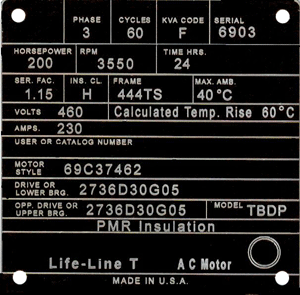 PHASE CYCLES KVA CODE SERIAL
3 60 F 6903
HORSEPOWER RPM TIME HRS.
200 3550 24
SER. FAC. INS. CL. FRAME MAX. AMB.
1.15 H 444TS 40°C
VOLTS 460 Calculated Temp. Rise 60°C
AMPS. 230
USER OR CATALOG NUMBER
MOTOR
STYLE 69C37462
DRIVE OR
LOWER BRG. 2736D30G05
OPP. DRIVE OR
UPPER BRG. 2736D30G05 MODEL TBDP
PMR Insulation
Life-Line T AC Motor
MADE IN U.S.A.